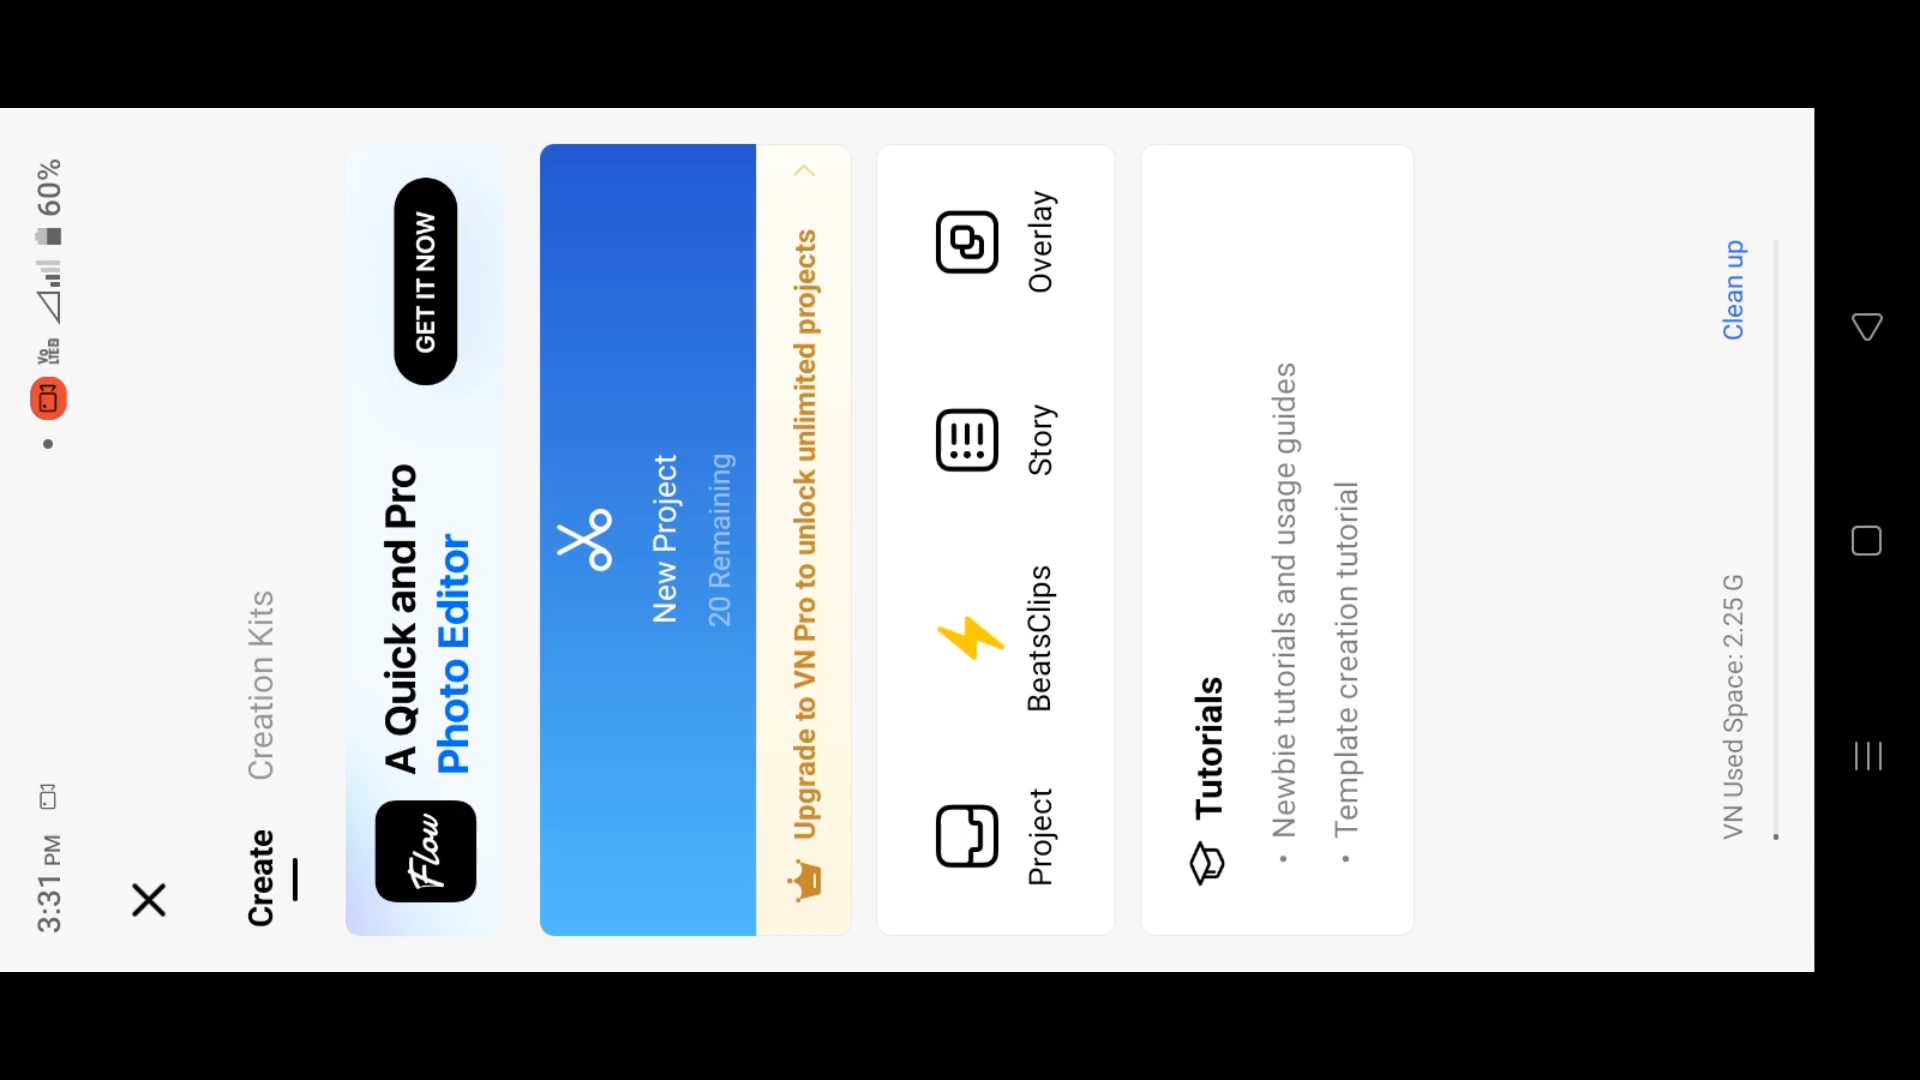 3:31 PM
Vo LTE2 60%
Create Creation Kits
Flow
A Quick and Pro
Photo Editor
GET IT NOW
New Project
20 Remaining
Upgrade to VN Pro to unlock unlimited projects
Project BeatsClips Story Overlay
Tutorials
• Newbie tutorials and usage guides
• Template creation tutorial
VN Used Space: 2.25 G Clean up